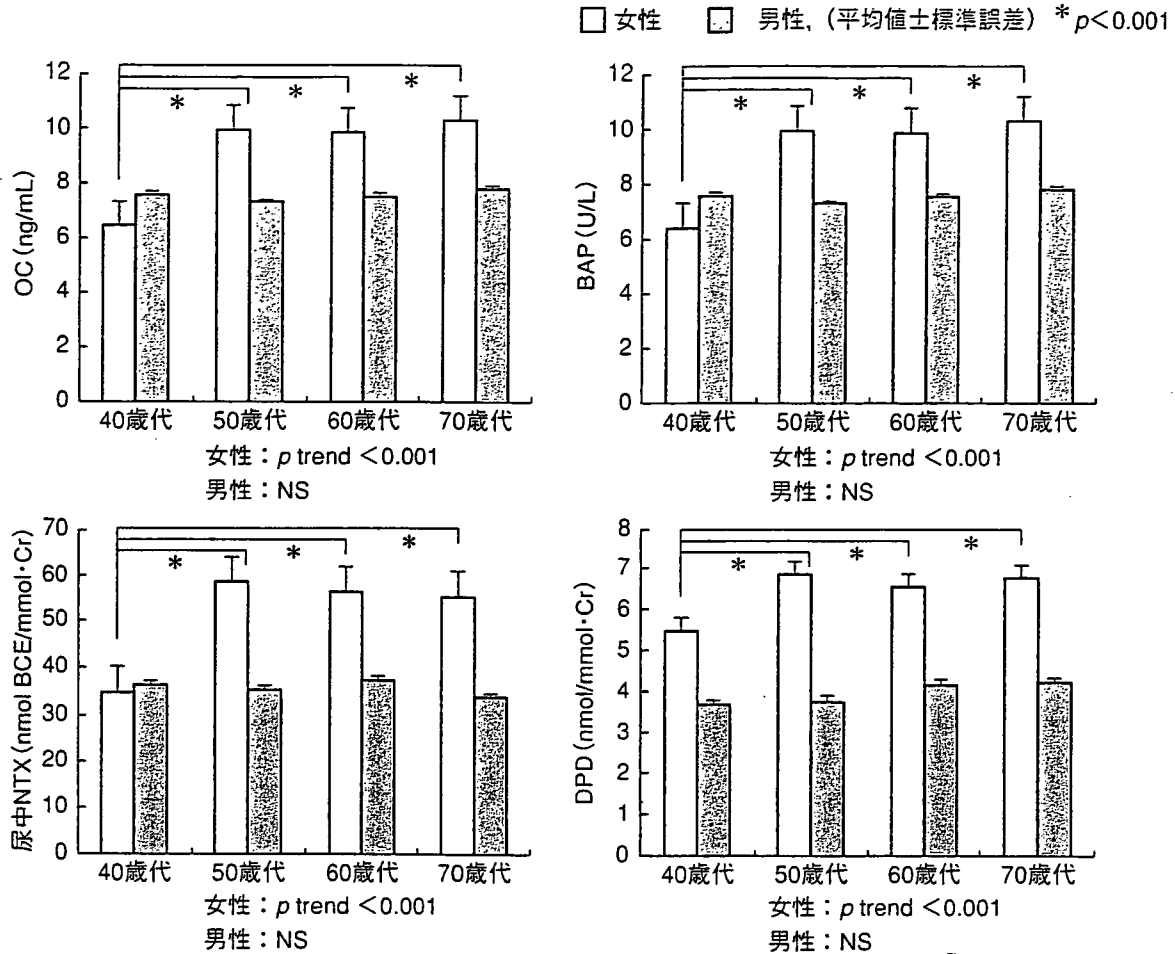 □女性 男性,(平均値±標準誤差) *p<0.001
12
10
8
6
4
2
0
OC(ng/mL)
* * *
40歳代 50歳代 60歳代 70歳代
女性:p trend <0.001
男性:NS
12
10
8
6
4
2
0
BAP(U/L)
* * *
40歳代 50歳代 60歳代 70歳代
女性:p trend <0.001
男性:NS
70
60
50
40
30
20
10
0
尿中NTX(nmol BCE/mmol・Cr)
* * *
40歳代 50歳代 60歳代 70歳代
女性:p trend <0.001
男性:NS
8
7
6
5
4
3
2
1
0
DPD(nmol/mmol・Cr)
* * *
40歳代 50歳代 60歳代 70歳代
女性:p trend <0.001
男性:NS